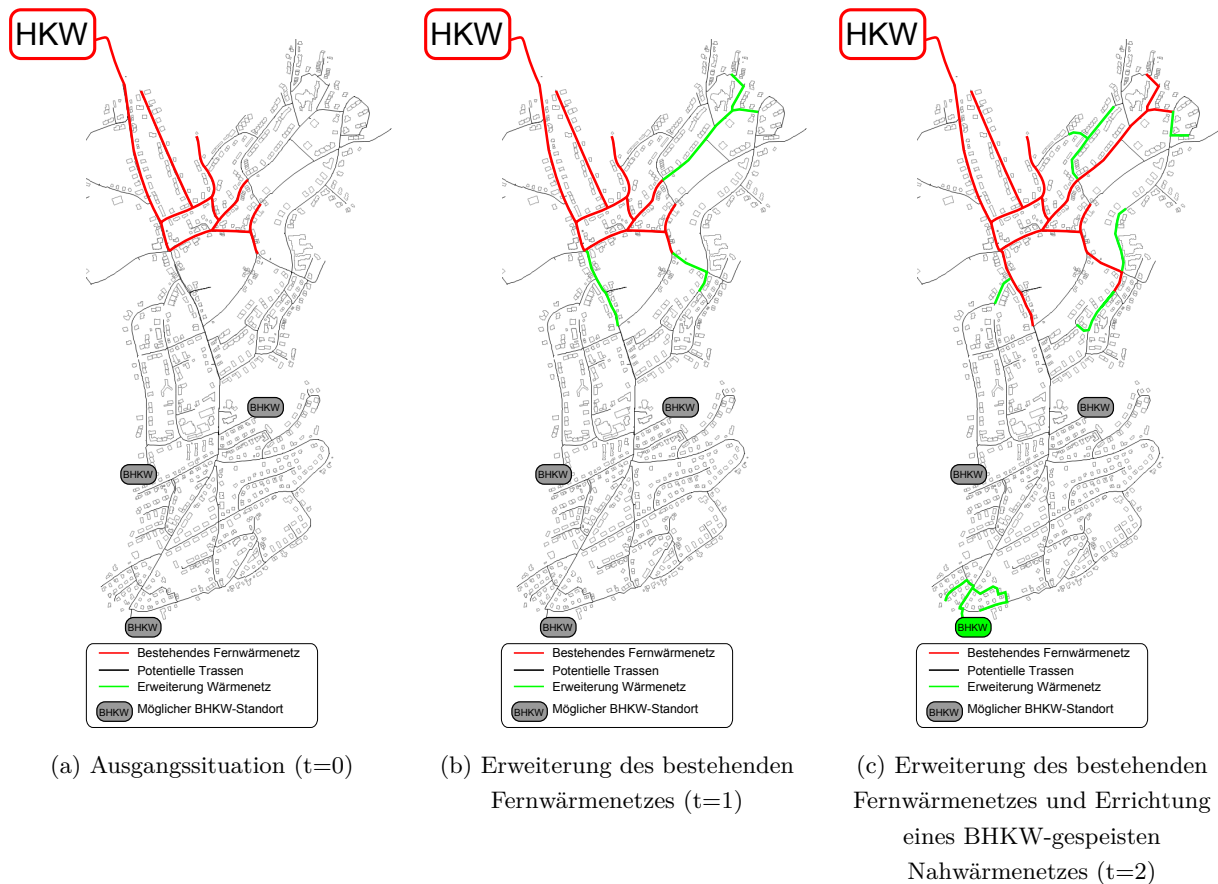 HKW
BHKW
BHKW
BHKW
Bestehendes Fernwärmenetz
Potentielle Trassen
Erweiterung Wärmenetz
BHKW Möglicher BHKW-Standort
(a) Ausgangssituation (t=0)
HKW
BHKW
BHKW
BHKW
Bestehendes Fernwärmenetz
Potentielle Trassen
Erweiterung Wärmenetz
BHKW Möglicher BHKW-Standort
(b) Erweiterung des bestehenden
Fernwärmenetzes (t=1)
HKW
BHKW
BHKW
BHKW
Bestehendes Fernwärmenetz
Potentielle Trassen
Erweiterung Wärmenetz
BHKW Möglicher BHKW-Standort
(c) Erweiterung des bestehenden
Fernwärmenetzes und Errichtung
eines BHKW-gespeisten
Nahwärmenetzes (t=2)